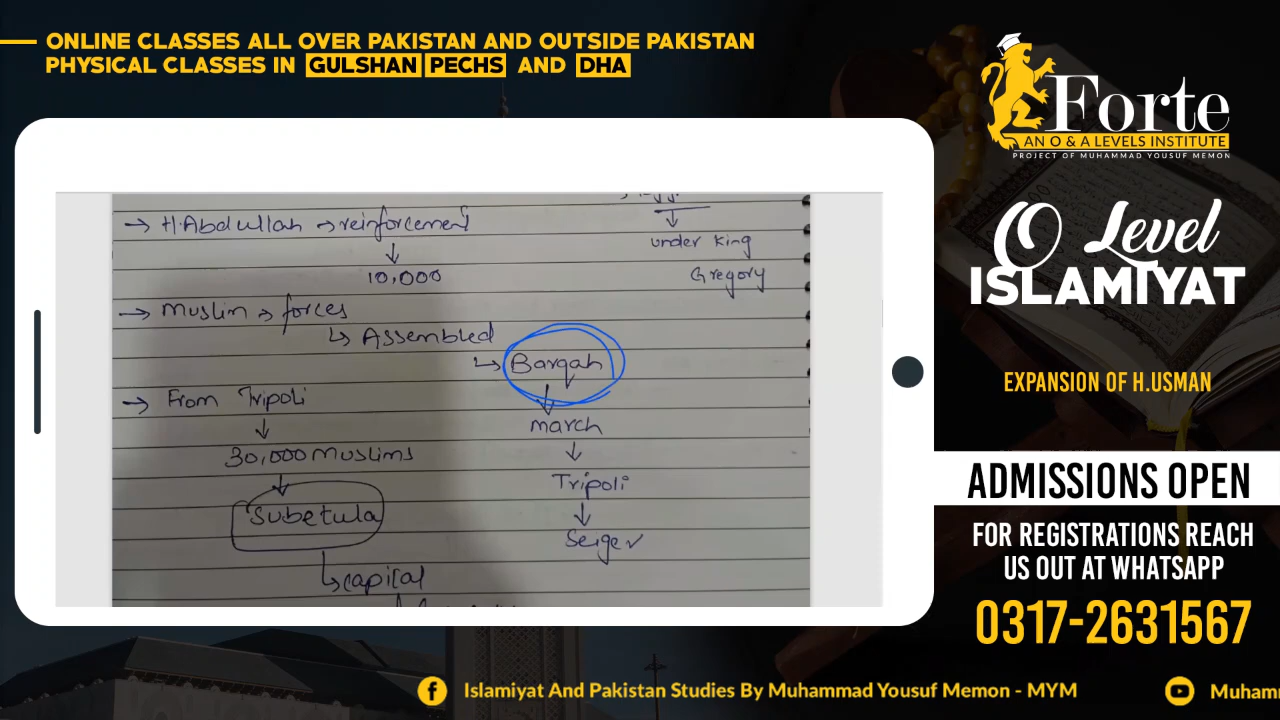 ONLINE CLASSES ALL OVER PAKISTAN AND OUTSIDE PAKISTAN
PHYSICAL CLASSES IN GULSHAN PECHS AND DHA
Forte
AN O & A LEVELS INSTITUTE
PROJECT OF MUHAMMAD YOUSUF MEMON
O Level
ISLAMIYAT
EXPANSION OF H.USMAN
ADMISSIONS OPEN
FOR REGISTRATIONS REACH
US OUT AT WHATSAPP
0317-2631567
→ H.Abdullah → reinforcement
↓
10,000
↓
under king
Gregory
→ Muslim → forces
↳ Assembled
↳ Barqah
↓
march
↓
Tripoli
↓
Seige
→ From Tripoli
↓
30,000 Muslims
↓
Subetula
↳ capital
Islamiyat And Pakistan Studies By Muhammad Yousuf Memon - MYM